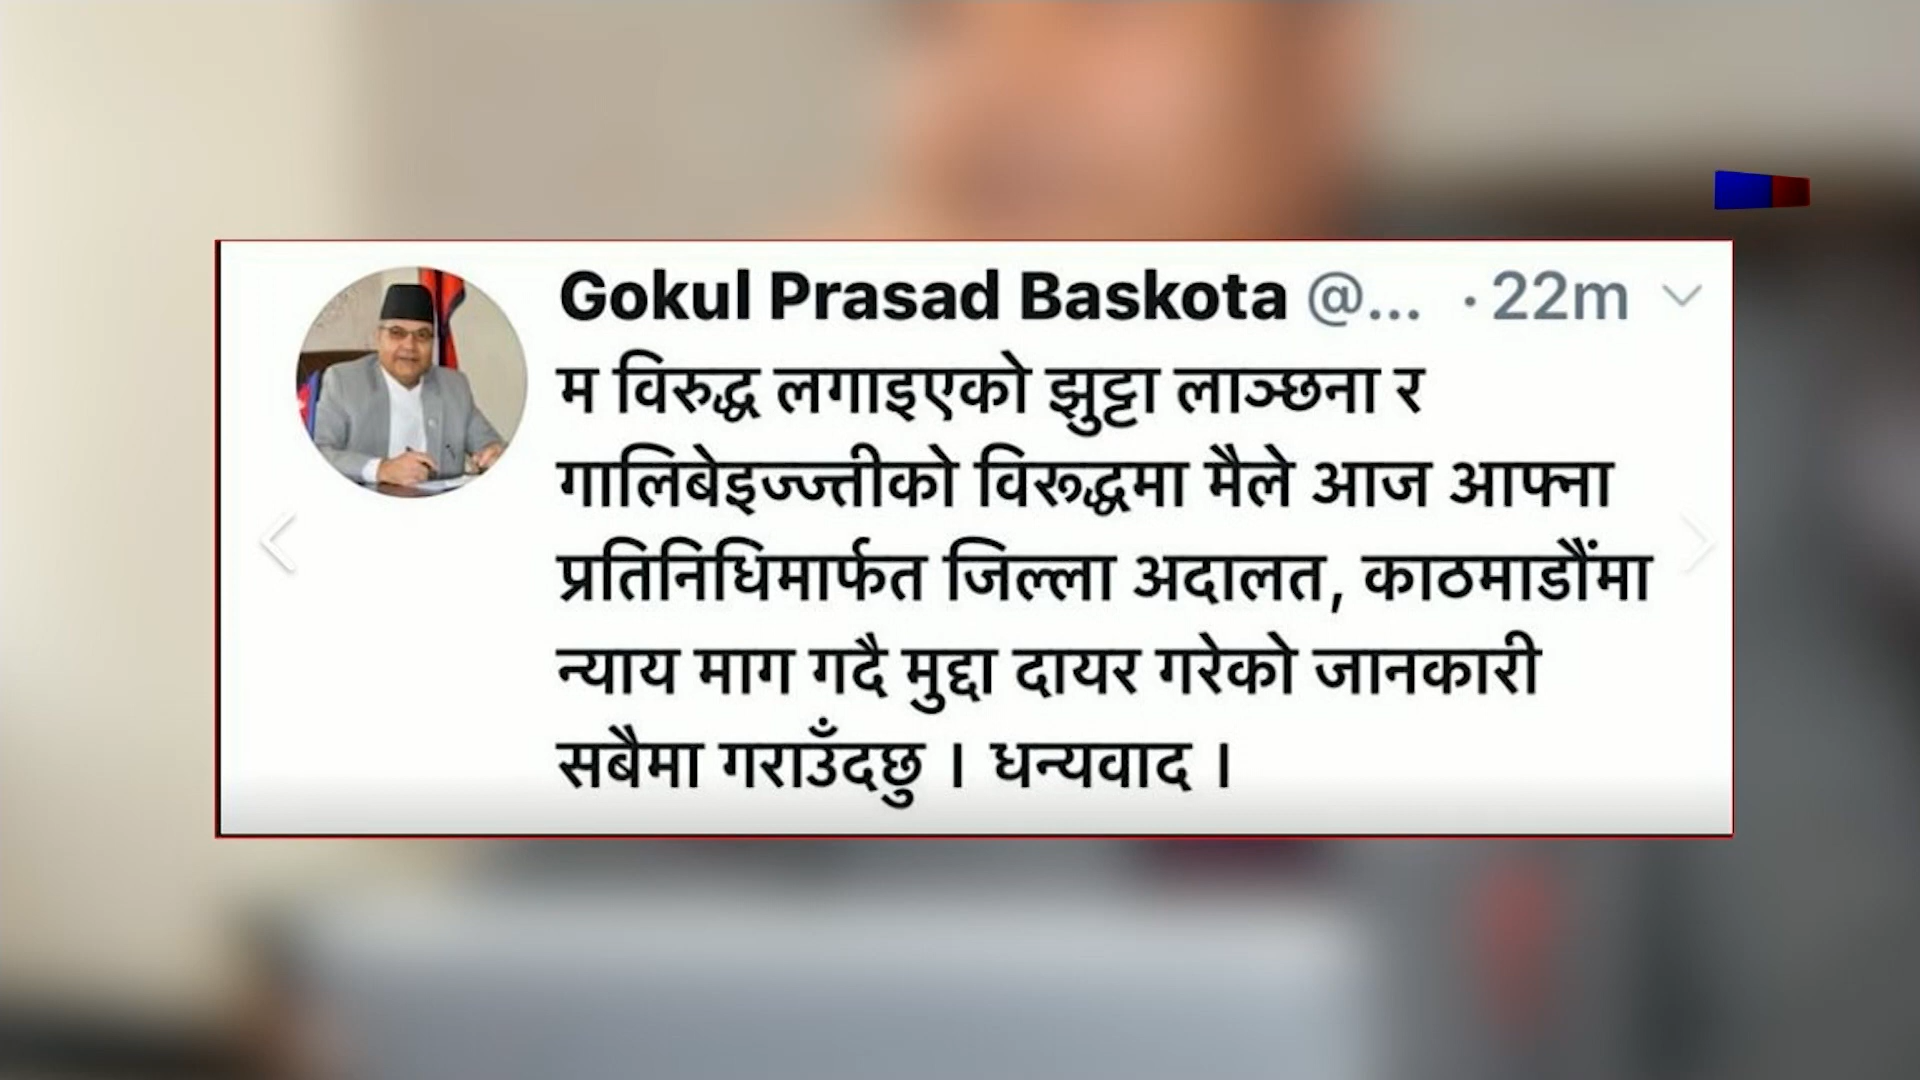 Gokul Prasad Baskota @... · 22m
म विरुद्ध लगाइएको झुट्टा लाञ्छना र
गालिबेइज्ज्तीको विरूद्धमा मैले आज आफ्ना
प्रतिनिधिमार्फत जिल्ला अदालत, काठमाडौंमा
न्याय माग गदै मुद्दा दायर गरेको जानकारी
सबैमा गराउँदछु । धन्यवाद ।